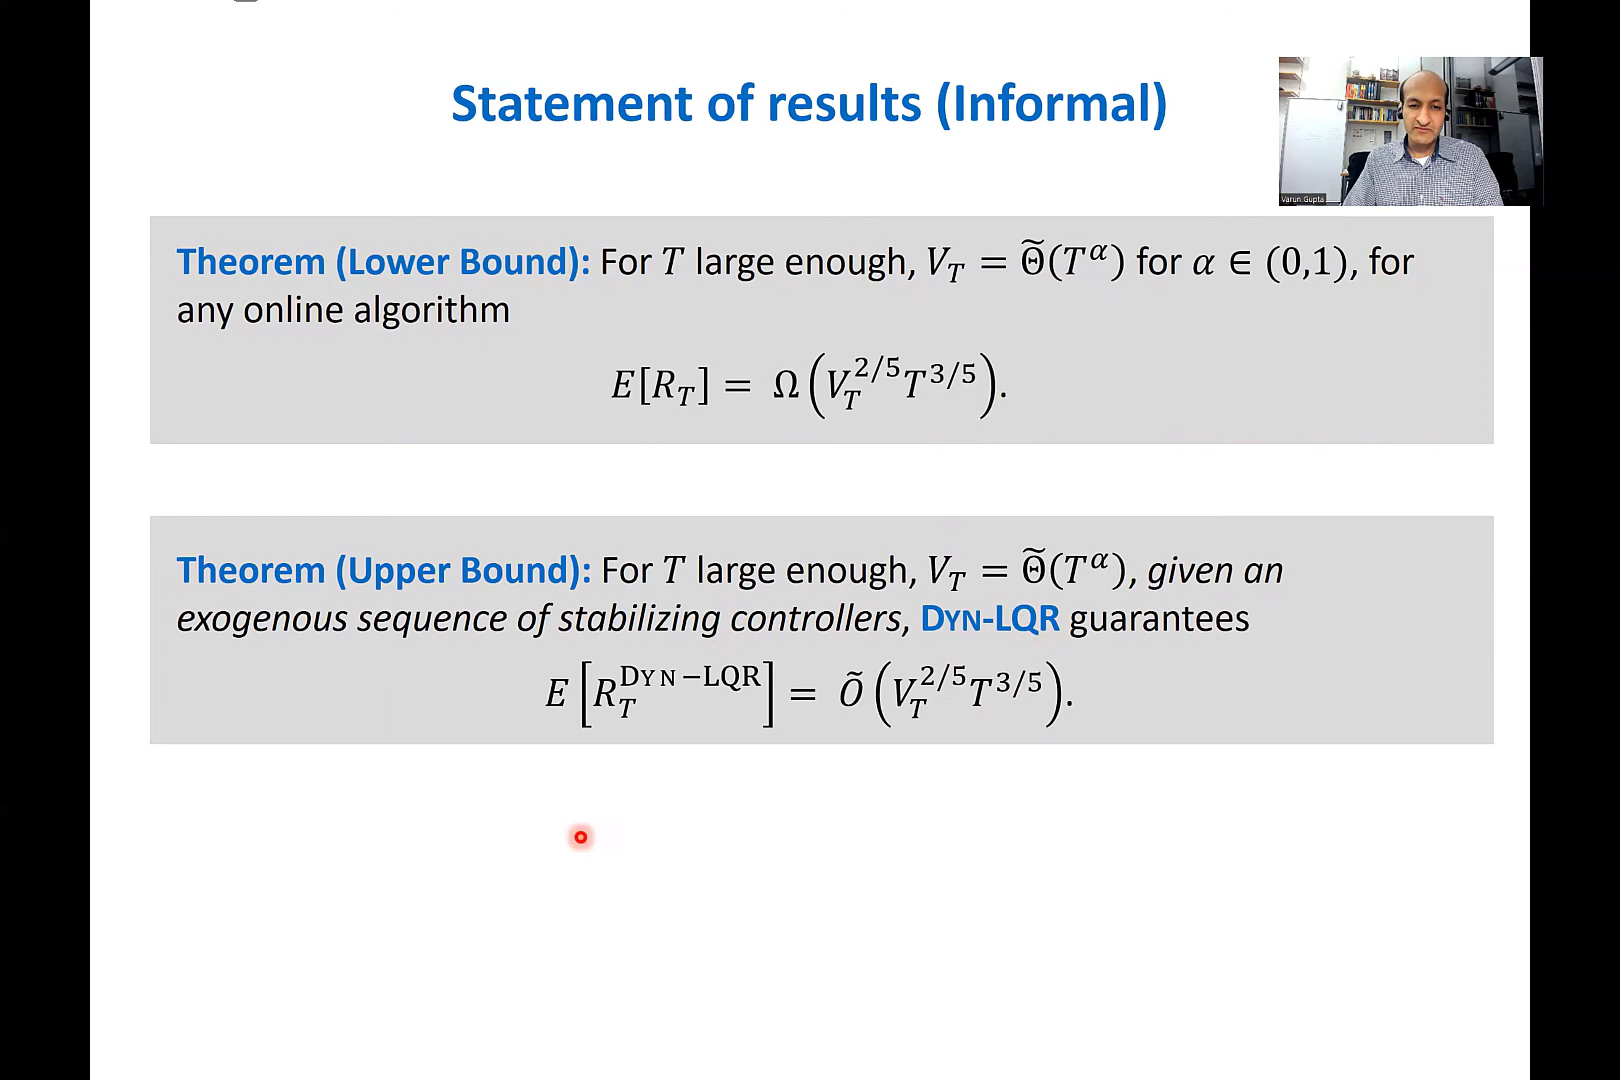 Statement of results (Informal)
Varun Gupta
Theorem (Lower Bound): For T large enough, V_T = Θ̃(T^α) for α ∈ (0,1), for
any online algorithm
E[R_T] = Ω(V_T^{2/5} T^{3/5}).
Theorem (Upper Bound): For T large enough, V_T = Θ̃(T^α), given an
exogenous sequence of stabilizing controllers, DYN-LQR guarantees
E[R_T^{DYN−LQR}] = Õ(V_T^{2/5} T^{3/5}).